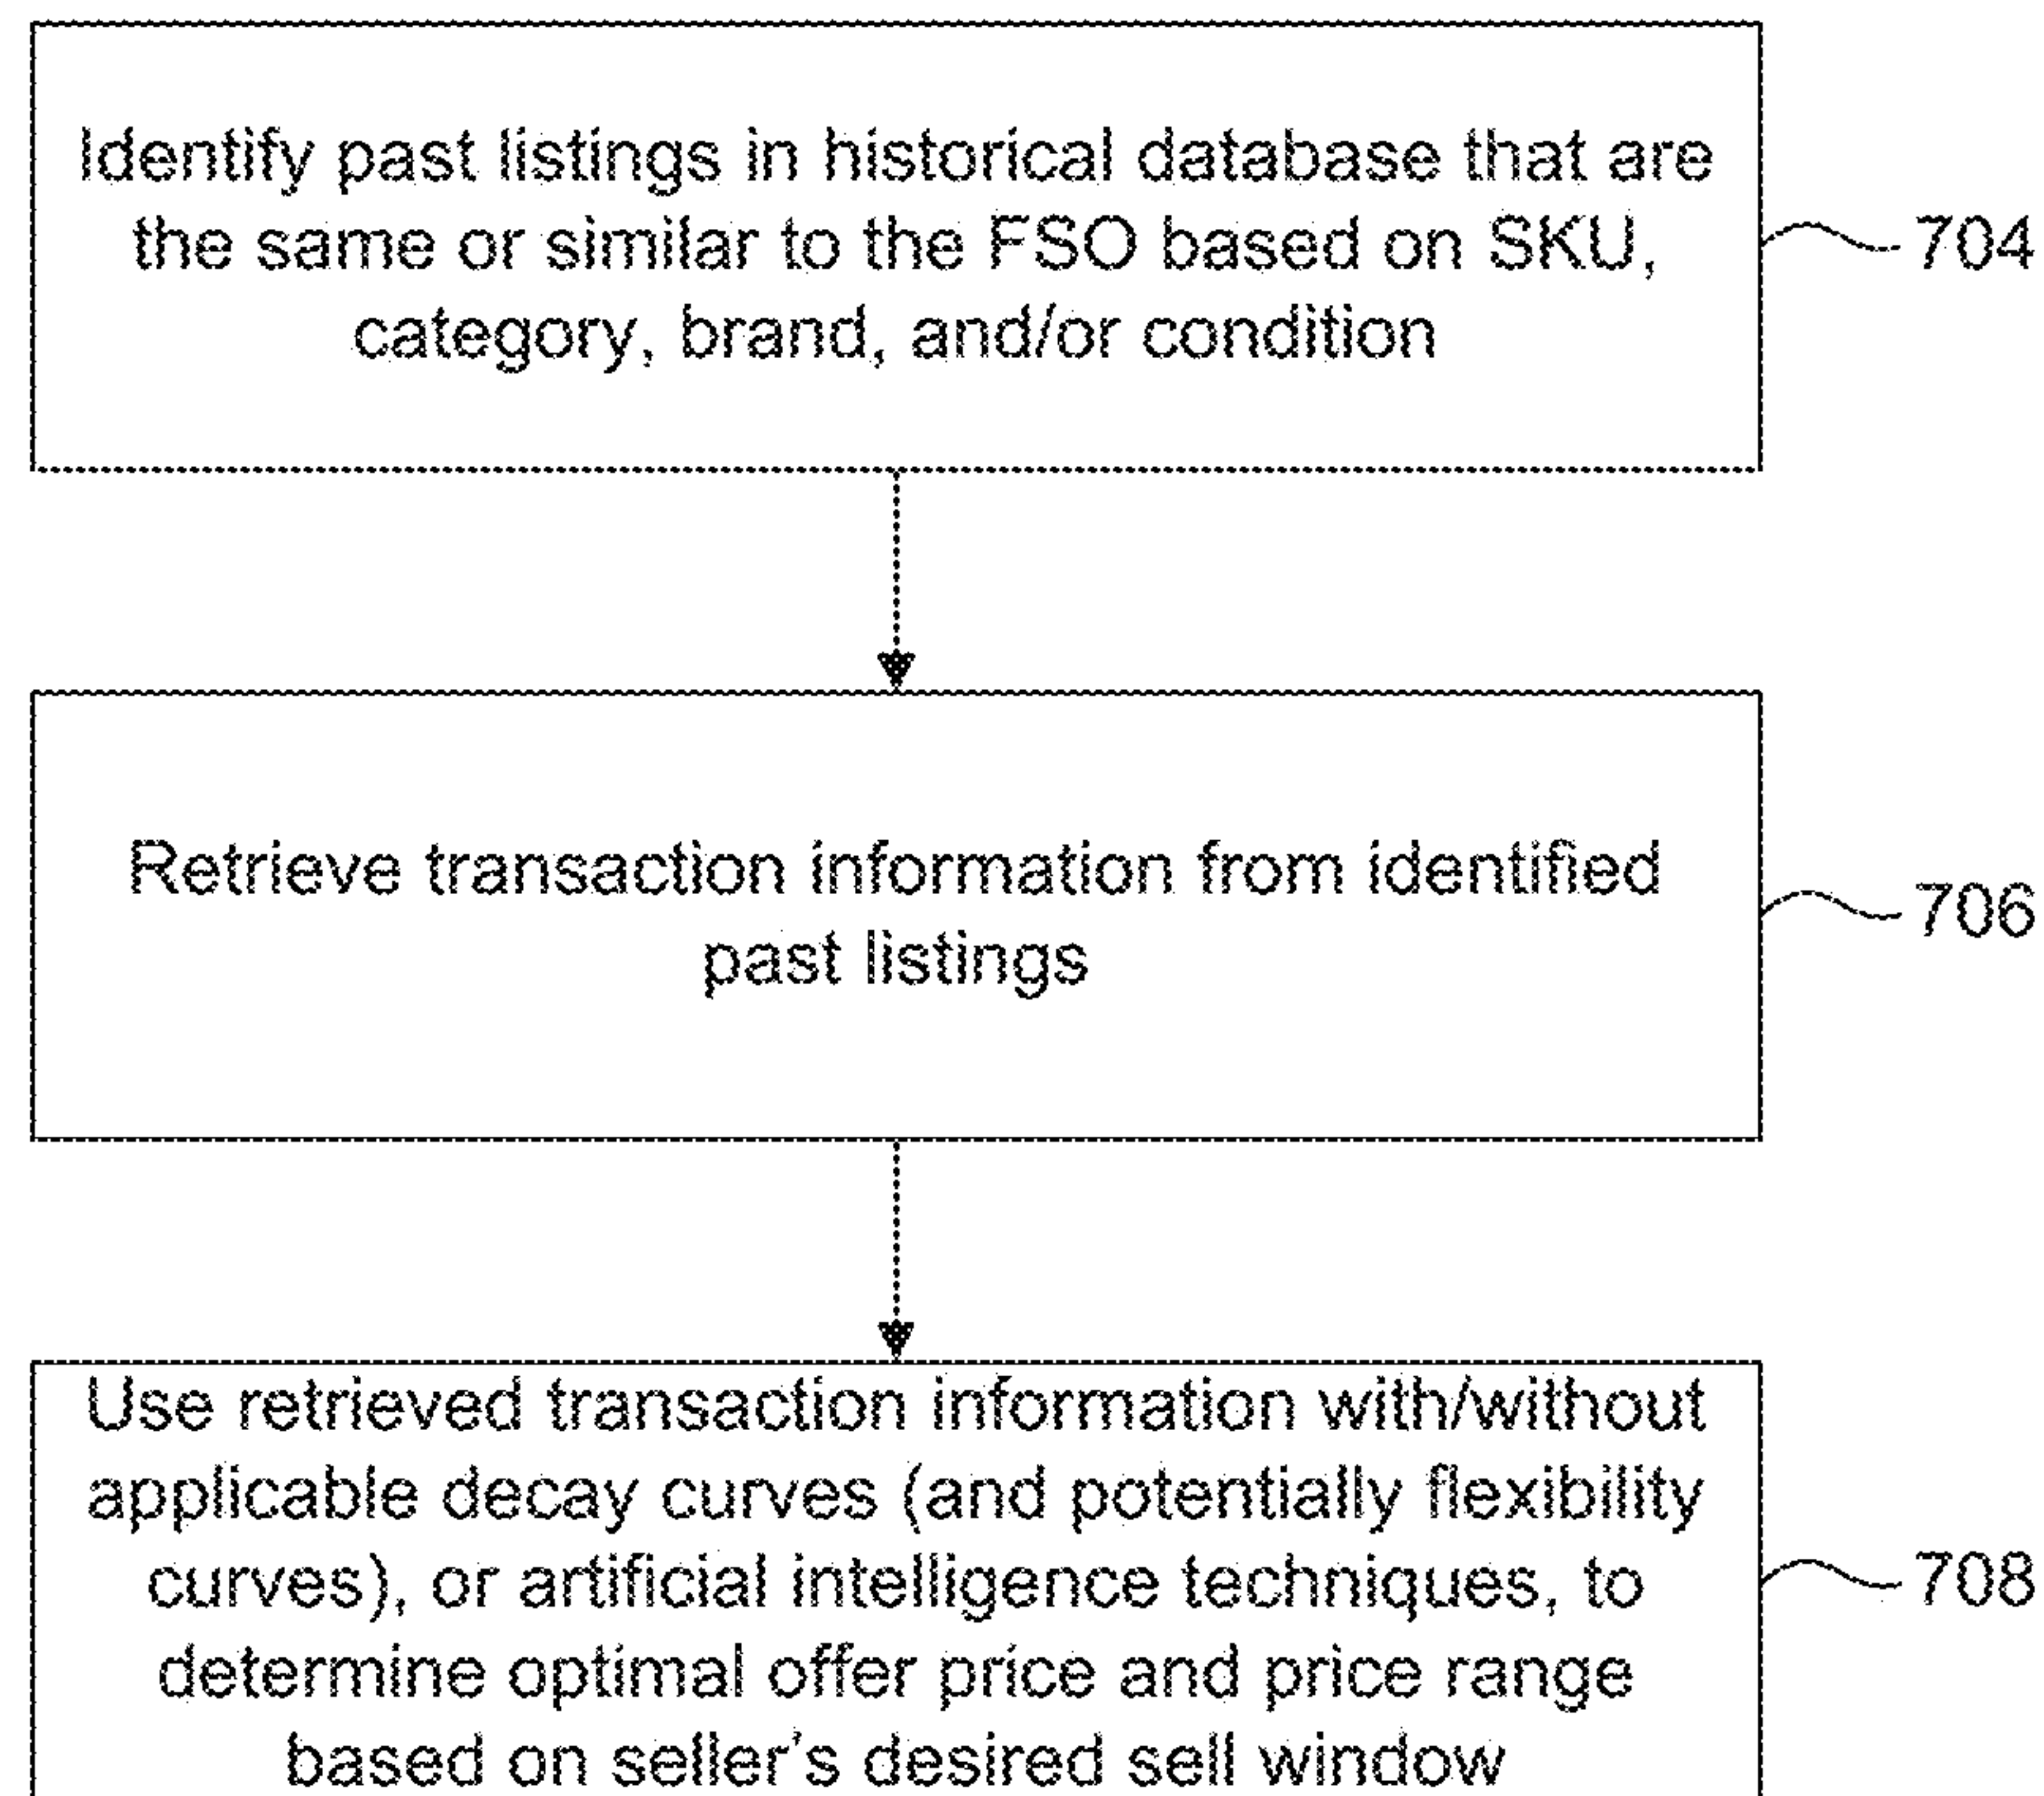 Identify past listings in historical database that are
the same or similar to the FSO based on SKU,
category, brand, and/or condition
704
Retrieve transaction information from identified
past listings
706
Use retrieved transaction information with/without
applicable decay curves (and potentially flexibility
curves), or artificial intelligence techniques, to
determine optimal offer price and price range
based on seller's desired sell window
708